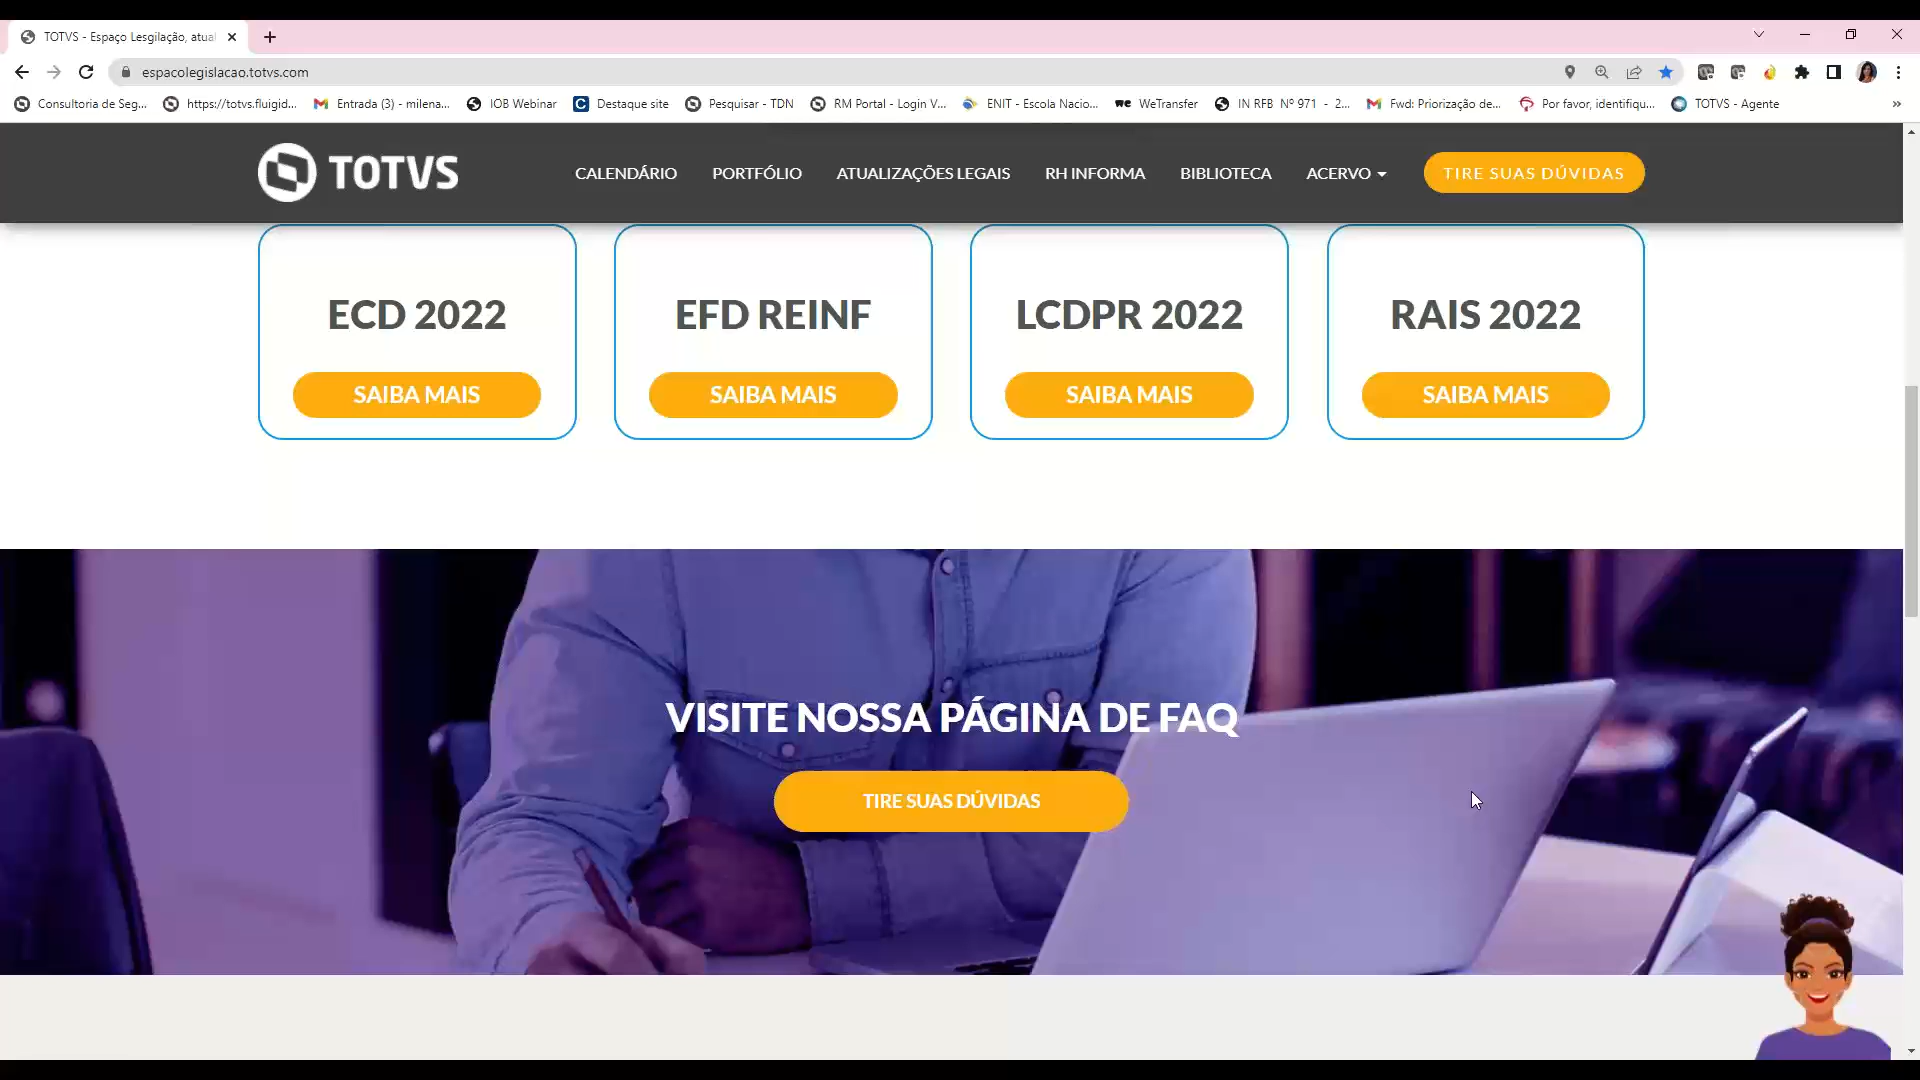 TOTVS - Espaço Lesgilação, atua
espacolegislacao.totvs.com
Consultoria de Seg... https://totvs.fluigid... Entrada (3) - milena... IOB Webinar Destaque site Pesquisar - TDN RM Portal - Login V... ENIT - Escola Nacio... WeTransfer IN RFB Nº 971 - 2... Fwd: Priorização de... Por favor, identifiqu... TOTVS - Agente
TOTVS CALENDÁRIO PORTFÓLIO ATUALIZAÇÕES LEGAIS RH INFORMA BIBLIOTECA ACERVO TIRE SUAS DÚVIDAS
ECD 2022 EFD REINF LCDPR 2022 RAIS 2022
SAIBA MAIS SAIBA MAIS SAIBA MAIS SAIBA MAIS
VISITE NOSSA PÁGINA DE FAQ
TIRE SUAS DÚVIDAS